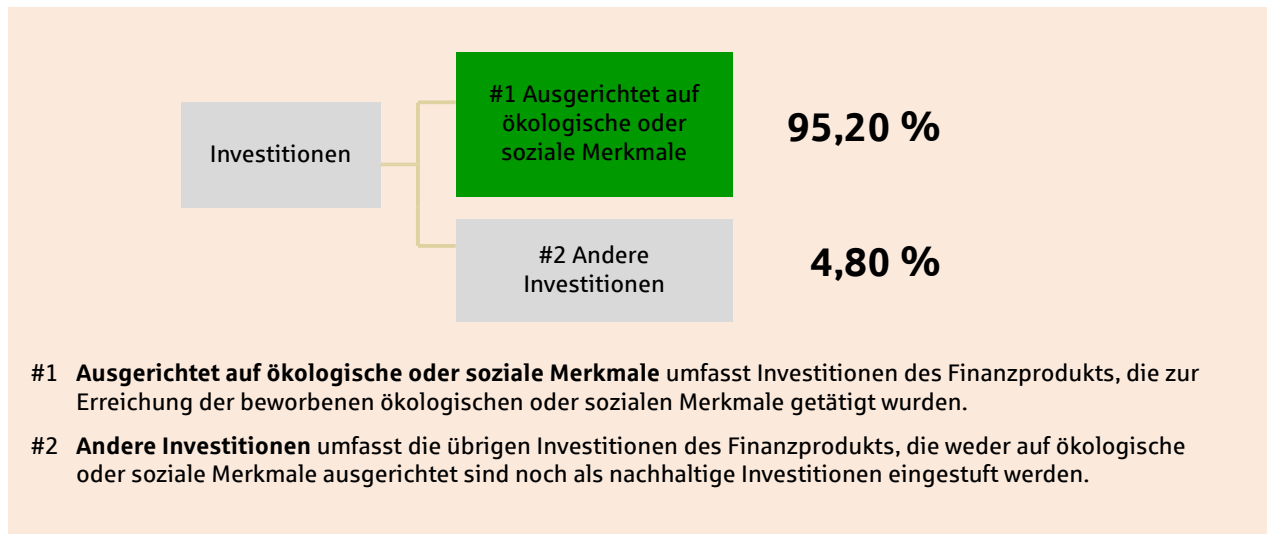 Investitionen
#1 Ausgerichtet auf
ökologische oder
soziale Merkmale
95,20 %
#2 Andere
Investitionen
4,80 %
#1 Ausgerichtet auf ökologische oder soziale Merkmale umfasst Investitionen des Finanzprodukts, die zur
Erreichung der beworbenen ökologischen oder sozialen Merkmale getätigt wurden.
#2 Andere Investitionen umfasst die übrigen Investitionen des Finanzprodukts, die weder auf ökologische
oder soziale Merkmale ausgerichtet sind noch als nachhaltige Investitionen eingestuft werden.